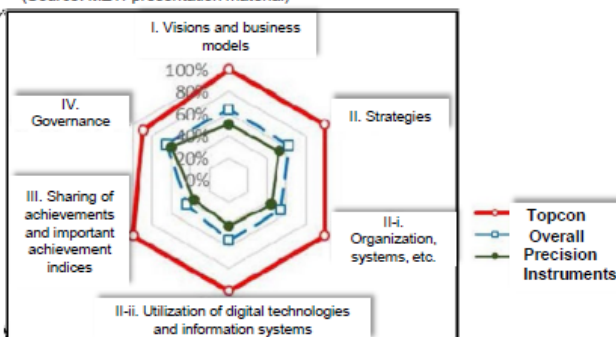 I. Visions and business
models
100%
80%
60%
40%
20%
0%
IV.
Governance
II. Strategies
III. Sharing of
achievements
and important
achievement
indices
II-i.
Organization,
systems, etc.
II-ii. Utilization of digital technologies
and information systems
Topcon
Overall
Precision
Instruments